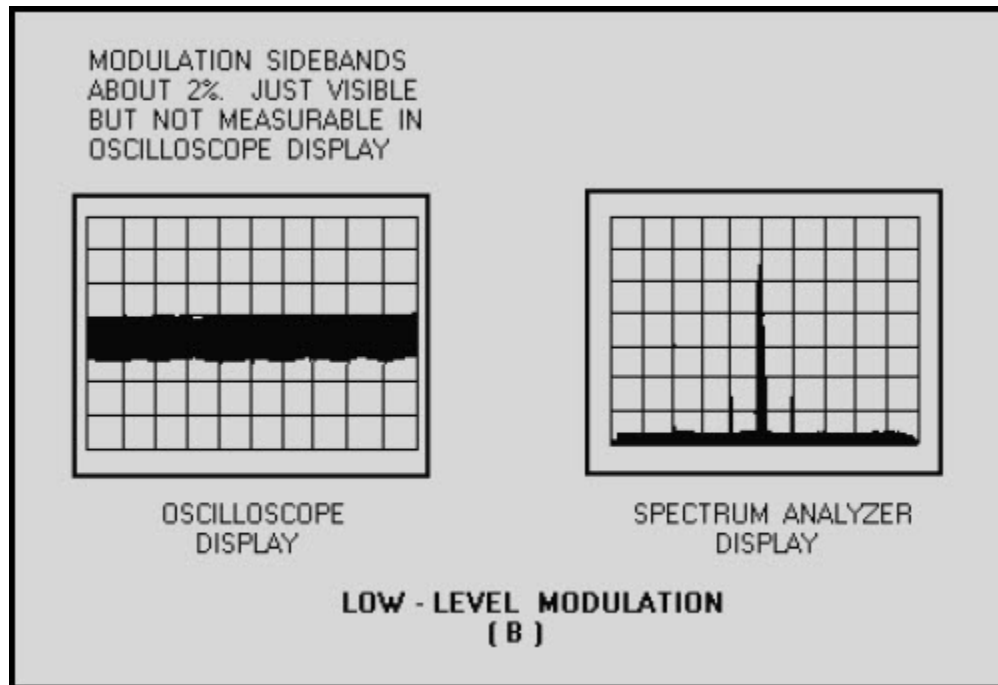 MODULATION SIDEBANDS
ABOUT 2%. JUST VISIBLE
BUT NOT MEASURABLE IN
OSCILLOSCOPE DISPLAY
OSCILLOSCOPE
DISPLAY
SPECTRUM ANALYZER
DISPLAY
LOW - LEVEL MODULATION
( B )